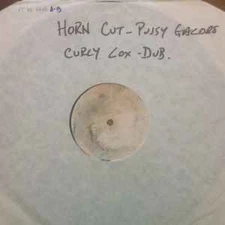 A-B
HORN CUT - PUSSY GALORE
CURLY LOX - DUB.